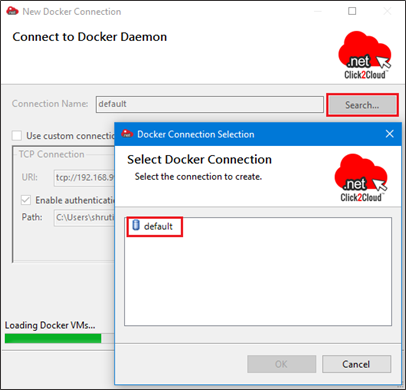 New Docker Connection
Connect to Docker Daemon
.net
Click2Cloud
Connection Name:
default
Search...
Use custom connectio
TCP Connection
URI:
tcp://192.168.9
Enable authenticatio
Path:
C:\Users\shruti
Loading Docker VMs...
Docker Connection Selection
Select Docker Connection
Select the connection to create.
.net
Click2Cloud
default
OK
Cancel